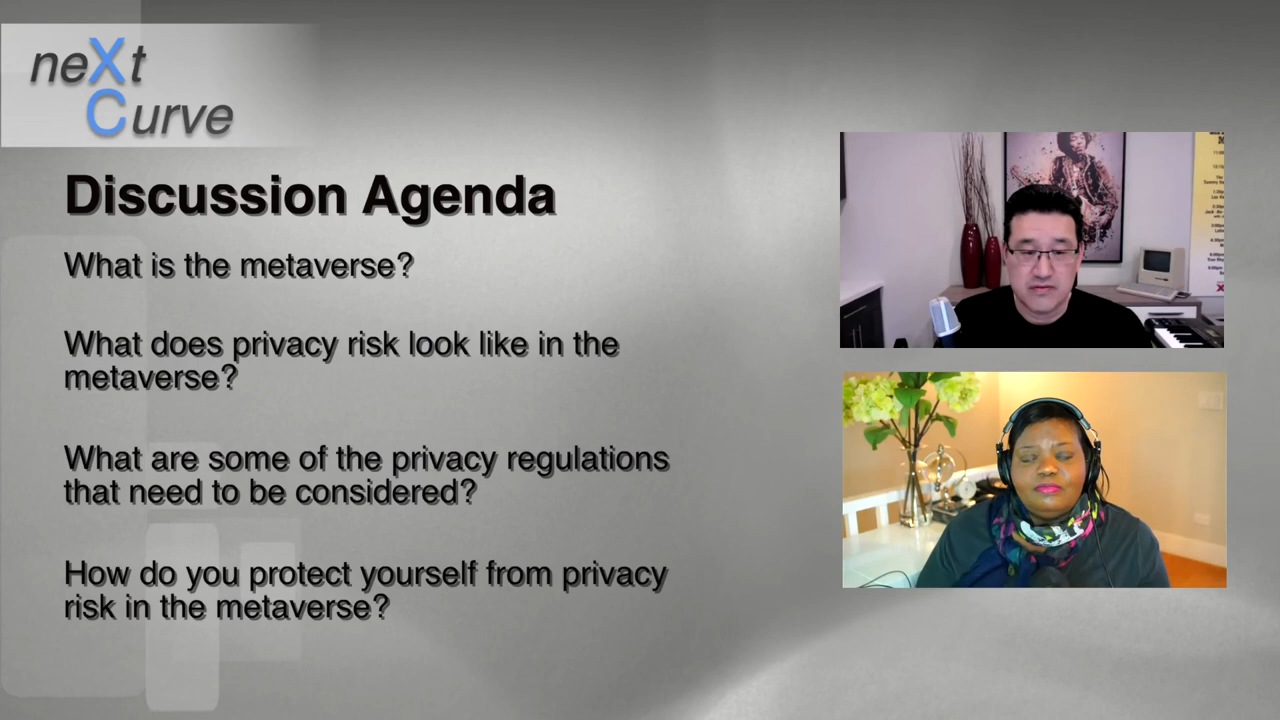 neXt
Curve
Discussion Agenda
What is the metaverse?
What does privacy risk look like in the
metaverse?
What are some of the privacy regulations
that need to be considered?
How do you protect yourself from privacy
risk in the metaverse?